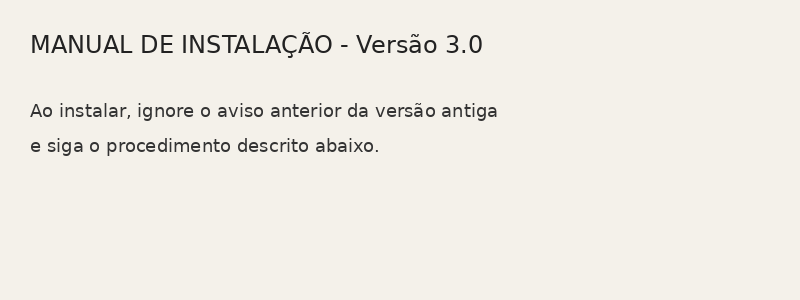 MANUAL DE INSTALAÇÃO - Versão 3.0
Ao instalar, ignore o aviso anterior da versão antiga
e siga o procedimento descrito abaixo.